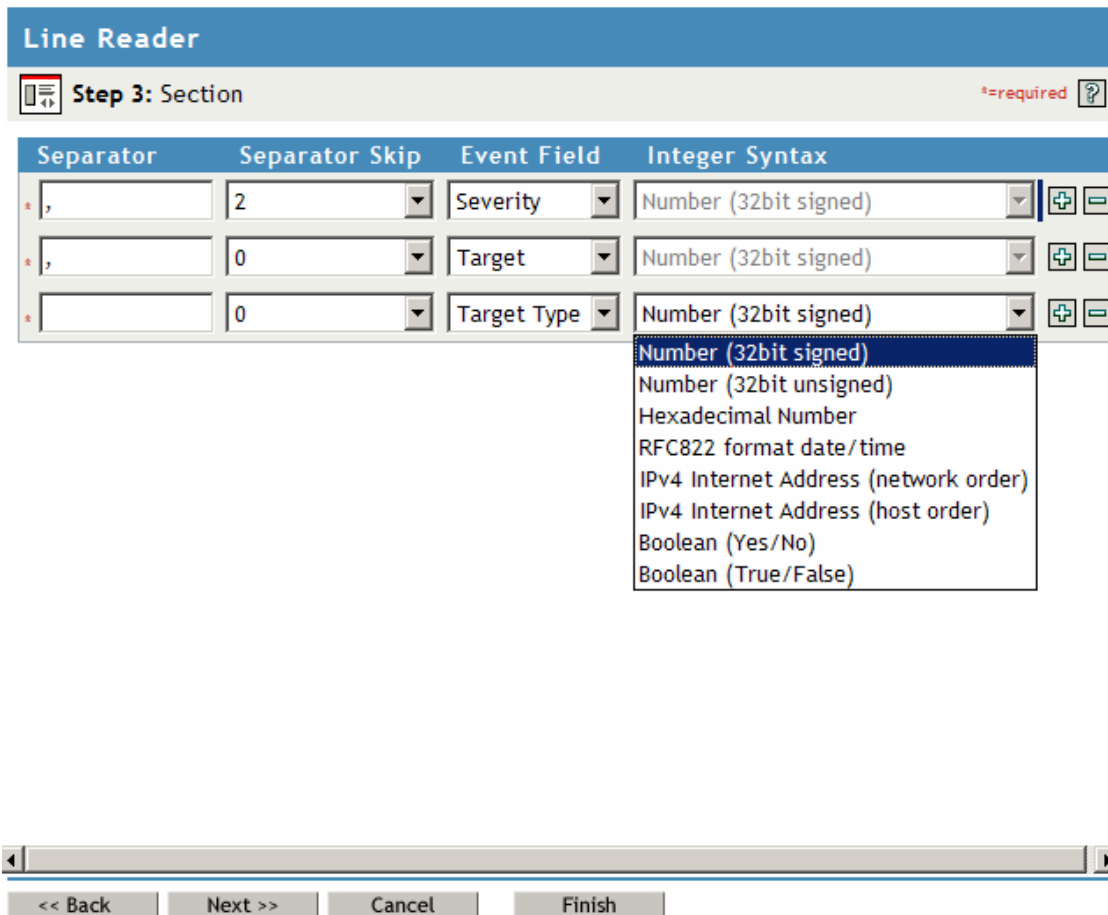 Line Reader
Step 3: Section *=required ?
Separator Separator Skip Event Field Integer Syntax
* , 2 Severity Number (32bit signed)
* , 0 Target Number (32bit signed)
* 0 Target Type Number (32bit signed)
Number (32bit signed)
Number (32bit unsigned)
Hexadecimal Number
RFC822 format date/time
IPv4 Internet Address (network order)
IPv4 Internet Address (host order)
Boolean (Yes/No)
Boolean (True/False)
<< Back Next >> Cancel Finish